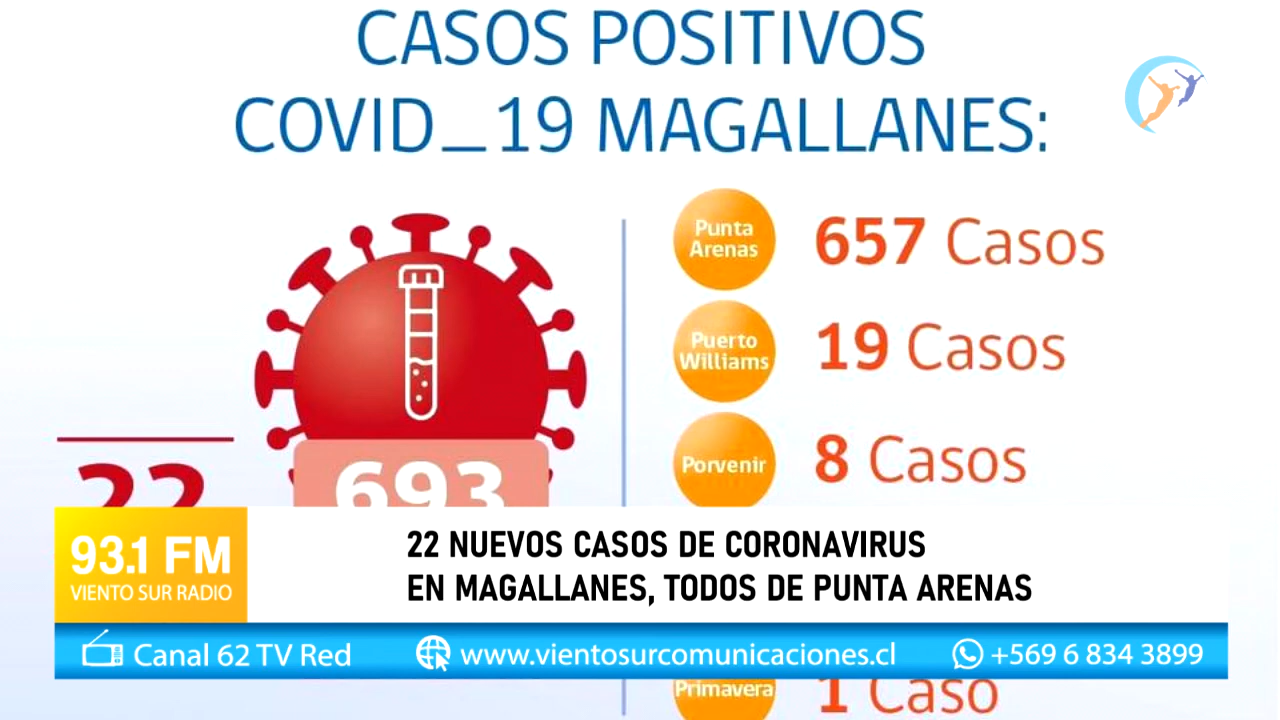 CASOS POSITIVOS
COVID_19 MAGALLANES:
Punta
Arenas
657 Casos
Puerto
Williams
19 Casos
Porvenir
8 Casos
22
693
93.1 FM
VIENTO SUR RADIO
22 NUEVOS CASOS DE CORONAVIRUS
EN MAGALLANES, TODOS DE PUNTA ARENAS
Canal 62 TV Red
www.vientosurcomunicaciones.cl
+569 6 834 3899
Primavera
1 Caso